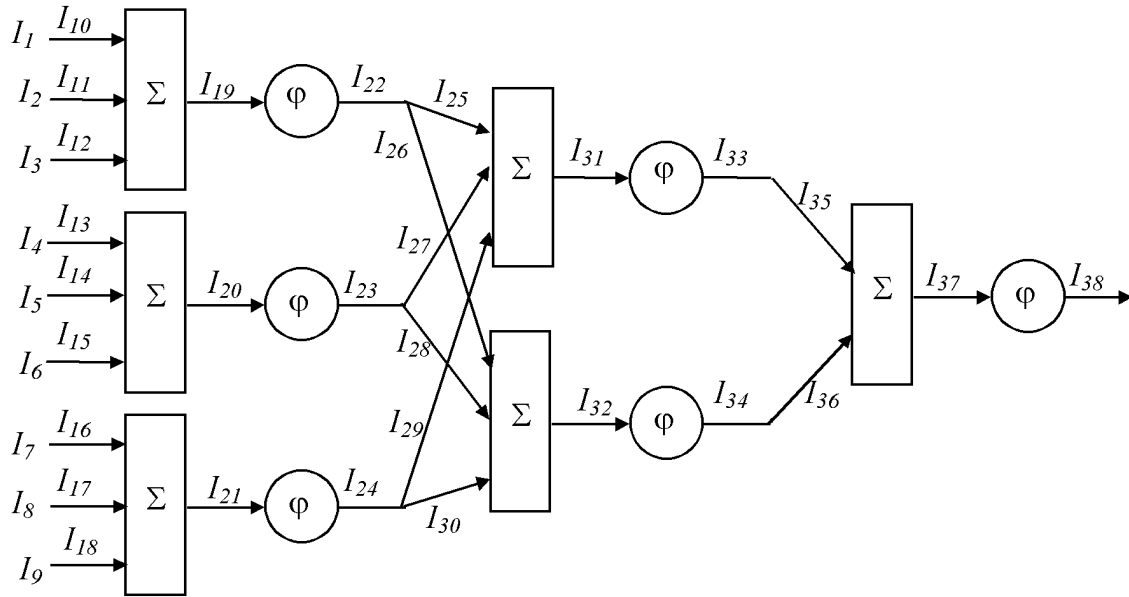 I1 I10
I2 I11 Σ I19 φ I22 I25
I3 I12 I26
Σ I31 φ I33
I4 I13 I27 I35
I5 I14 Σ I20 φ I23 Σ I37 φ I38
I6 I15 I28
Σ I32 φ I34 I36
I7 I16 I29
I8 I17 Σ I21 φ I24 I30
I9 I18